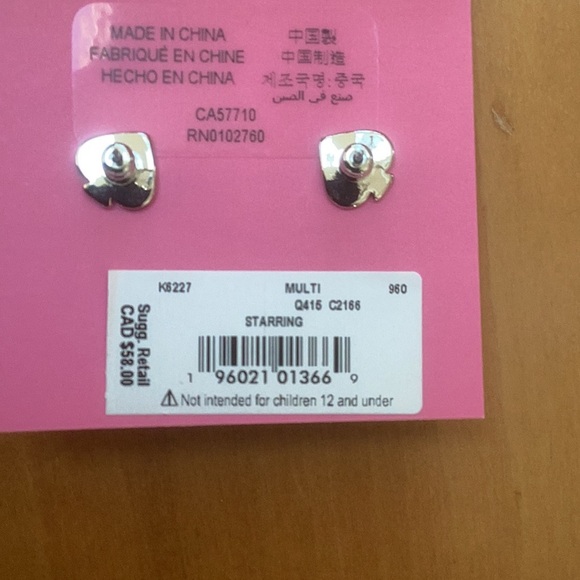 MADE IN CHINA
FABRIQUÉ EN CHINE
HECHO EN CHINA
中国製
中国制造
제조국명:중국
صنع في الصين
CA57710
RN0102760
K6227 MULTI 960
Q415 C2166
STARRING
Sugg. Retail
CAD $58.00
1 96021 01366 9
⚠ Not intended for children 12 and under